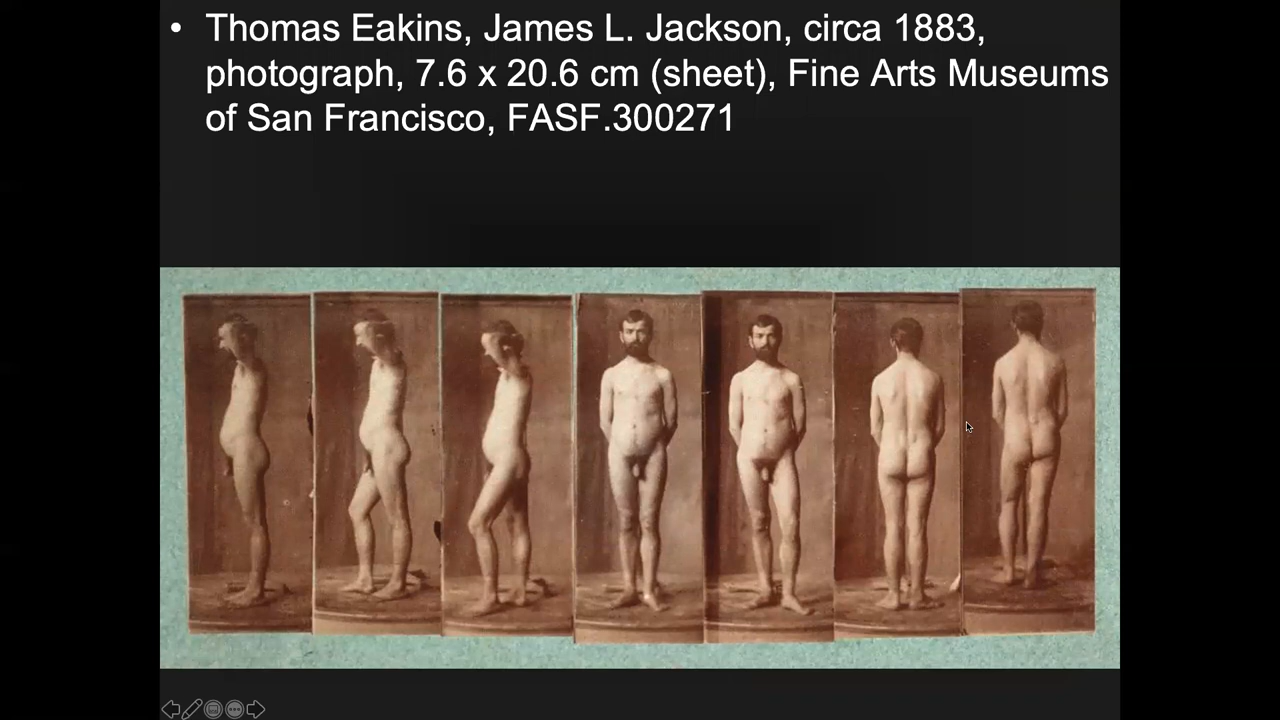 • Thomas Eakins, James L. Jackson, circa 1883,
photograph, 7.6 x 20.6 cm (sheet), Fine Arts Museums
of San Francisco, FASF.300271